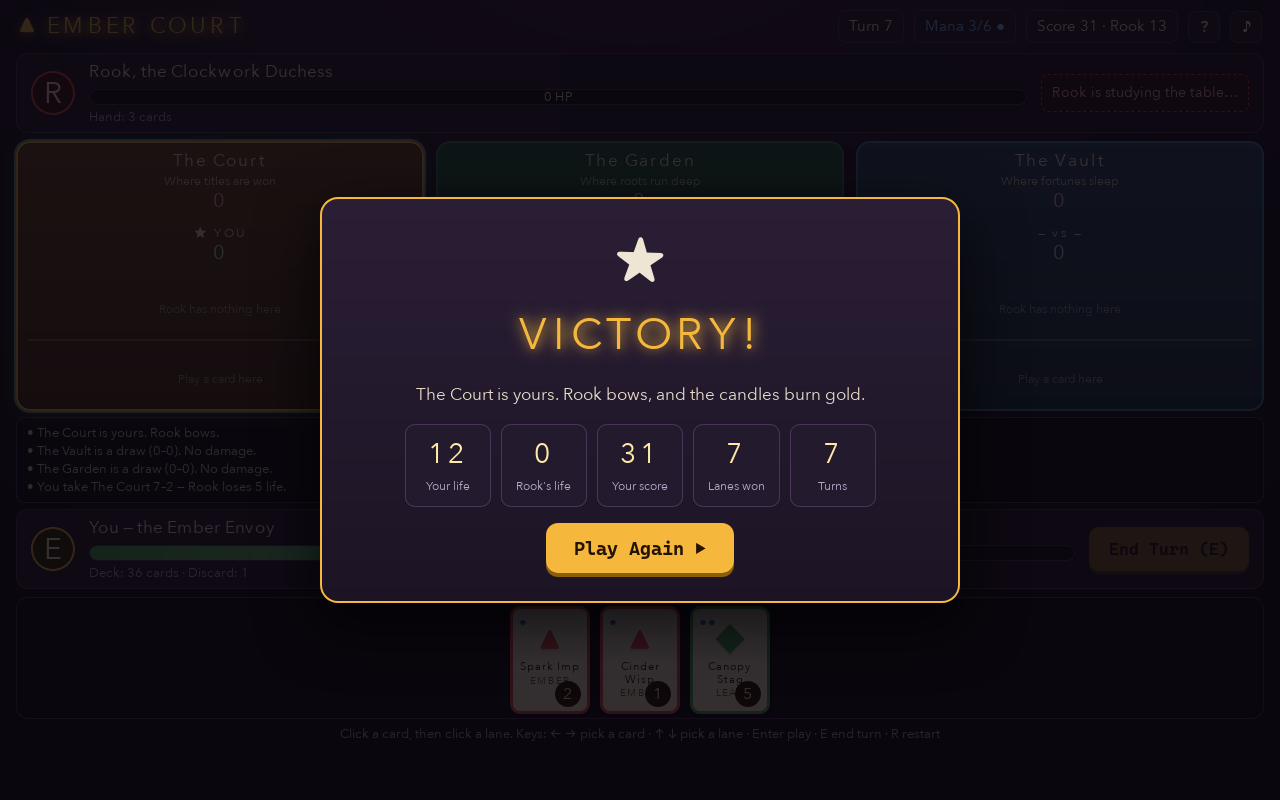 EMBER COURT
Turn 7
Mana 3/6
Score 31 · Rook 13
?
♪
R
Rook, the Clockwork Duchess
0 HP
Hand: 3 cards
Rook is studying the table…
The Court
Where titles are won
0
★ YOU
0
Rook has nothing here
Play a card here
The Garden
Where roots run deep
The Vault
Where fortunes sleep
0
– VS –
0
Rook has nothing here
Play a card here
VICTORY!
The Court is yours. Rook bows, and the candles burn gold.
12
Your life
0
Rook's life
31
Your score
7
Lanes won
7
Turns
Play Again ▶
• The Court is yours. Rook bows.
• The Vault is a draw (0–0). No damage.
• The Garden is a draw (0–0). No damage.
• You take The Court 7–2 — Rook loses 5 life.
E
You — the Ember Envoy
Deck: 36 cards · Discard: 1
End Turn (E)
Spark Imp
EMBER
2
Cinder
Wisp
1
Canopy
Stag
5
Click a card, then click a lane. Keys: ← → pick a card · ↑ ↓ pick a lane · Enter play · E end turn · R restart